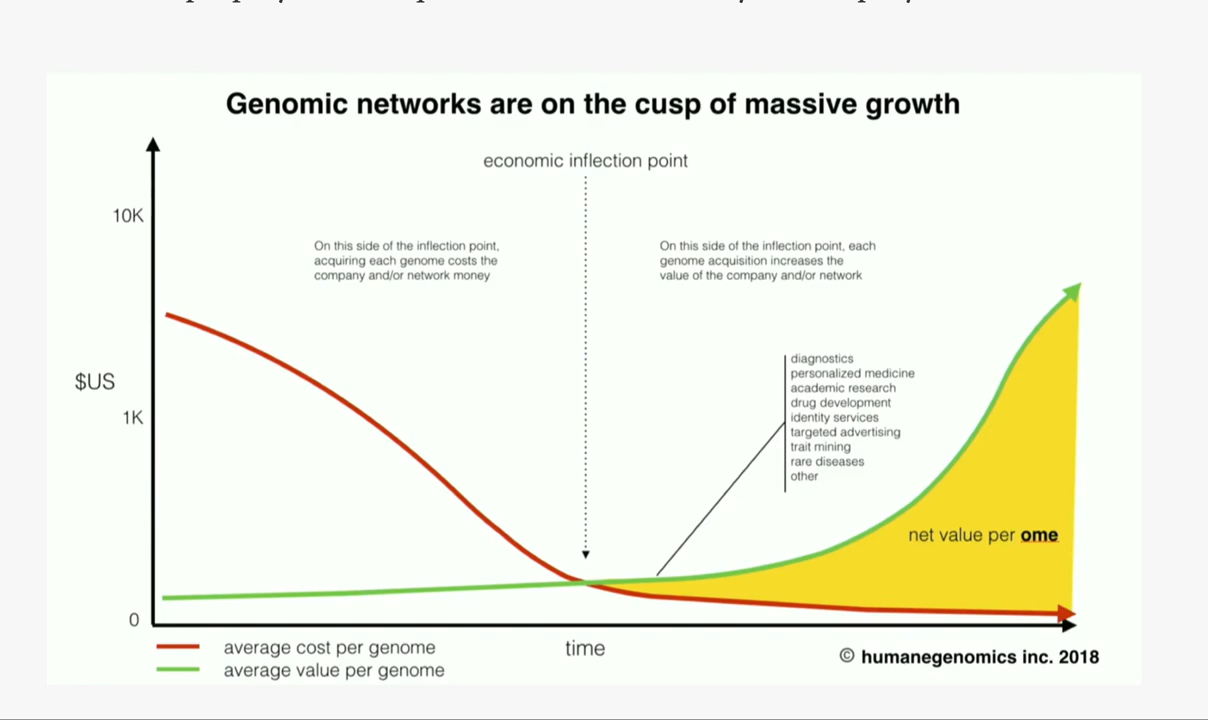 Genomic networks are on the cusp of massive growth
economic inflection point
10K
On this side of the inflection point,
acquiring each genome costs the
company and/or network money
On this side of the inflection point, each
genome acquisition increases the
value of the company and/or network
$US
1K
diagnostics
personalized medicine
academic research
drug development
identity services
targeted advertising
trait mining
rare diseases
other
net value per ome
0
average cost per genome
average value per genome
time
© humanegenomics inc. 2018